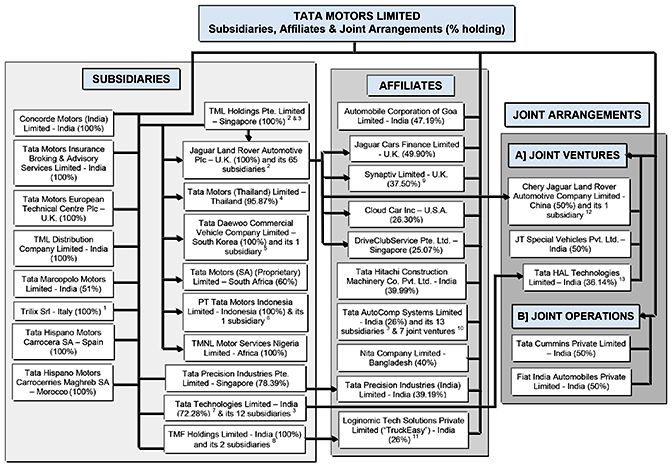 TATA MOTORS LIMITED
Subsidiaries, Affiliates & Joint Arrangements (% holding)
SUBSIDIARIES
Concorde Motors (India)
Limited - India (100%)
Tata Motors Insurance
Broking & Advisory
Services Limited - India
(100%)
Tata Motors European
Technical Centre Plc –
U.K. (100%)
TML Distribution
Company Limited - India
(100%)
Tata Marcopolo Motors
Limited - India (51%)
Trilix Srl - Italy (100%) 1
Tata Hispano Motors
Carrocera SA – Spain
(100%)
Tata Hispano Motors
Carrocerries Maghreb SA
– Morocco (100%)
TML Holdings Pte. Limited
– Singapore (100%) 2 & 3
Jaguar Land Rover Automotive
Plc – U.K. (100%) and its 65
subsidiaries 2
Tata Motors (Thailand) Limited –
Thailand (95.87%) 4
Tata Daewoo Commercial
Vehicle Company Limited –
South Korea (100%) and its 1
subsidiary 5
Tata Motors (SA) (Proprietary)
Limited – South Africa (60%)
PT Tata Motors Indonesia
Limited - Indonesia (100%) & its
1 subsidiary 6
TMNL Motor Services Nigeria
Limited – Africa (100%)
Tata Precision Industries Pte.
Limited - Singapore (78.39%)
Tata Technologies Limited – India
(72.28%) 7 & its 12 subsidiaries 3
TMF Holdings Limited - India (100%)
and its 2 subsidiaries 8
AFFILIATES
Automobile Corporation of Goa
Limited - India (47.19%)
Jaguar Cars Finance Limited
- U.K. (49.90%)
Synaptiv Limited – U.K.
(37.50%) 9
Cloud Car Inc – U.S.A.
(26.30%)
DriveClubService Pte. Ltd. –
Singapore (25.07%)
Tata Hitachi Construction
Machinery Co. Pvt. Ltd. - India
(39.99%)
Tata AutoComp Systems Limited
- India (26%) and its 13
subsidiaries 3 & 7 joint ventures 10
Nita Company Limited -
Bangladesh (40%)
Tata Precision Industries (India)
Limited - India (39.19%)
Loginomic Tech Solutions Private
Limited ("TruckEasy") - India
(26%) 11
JOINT ARRANGEMENTS
A] JOINT VENTURES
Chery Jaguar Land Rover
Automotive Company Limited -
China (50%) and its 1
subsidiary 12
JT Special Vehicles Pvt. Ltd. –
India (50%)
Tata HAL Technologies
Limited – India (36.14%) 13
B] JOINT OPERATIONS
Tata Cummins Private Limited
– India (50%)
Fiat India Automobiles Private
Limited - India (50%)